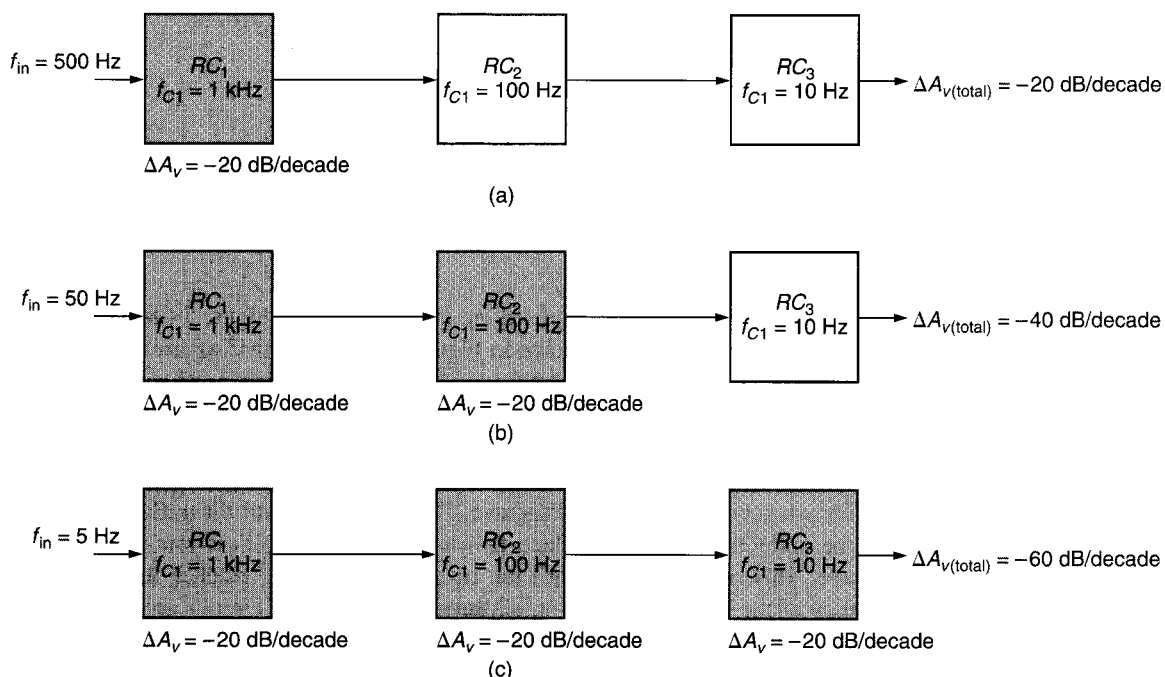 f_in = 500 Hz
RC_1
f_C1 = 1 kHz
ΔA_v = −20 dB/decade
RC_2
f_C1 = 100 Hz
RC_3
f_C1 = 10 Hz
ΔA_v(total) = −20 dB/decade
(a)
f_in = 50 Hz
RC_1
f_C1 = 1 kHz
ΔA_v = −20 dB/decade
RC_2
f_C1 = 100 Hz
ΔA_v = −20 dB/decade
RC_3
f_C1 = 10 Hz
ΔA_v(total) = −40 dB/decade
(b)
f_in = 5 Hz
RC_1
f_C1 = 1 kHz
ΔA_v = −20 dB/decade
RC_2
f_C1 = 100 Hz
ΔA_v = −20 dB/decade
RC_3
f_C1 = 10 Hz
ΔA_v = −20 dB/decade
ΔA_v(total) = −60 dB/decade
(c)